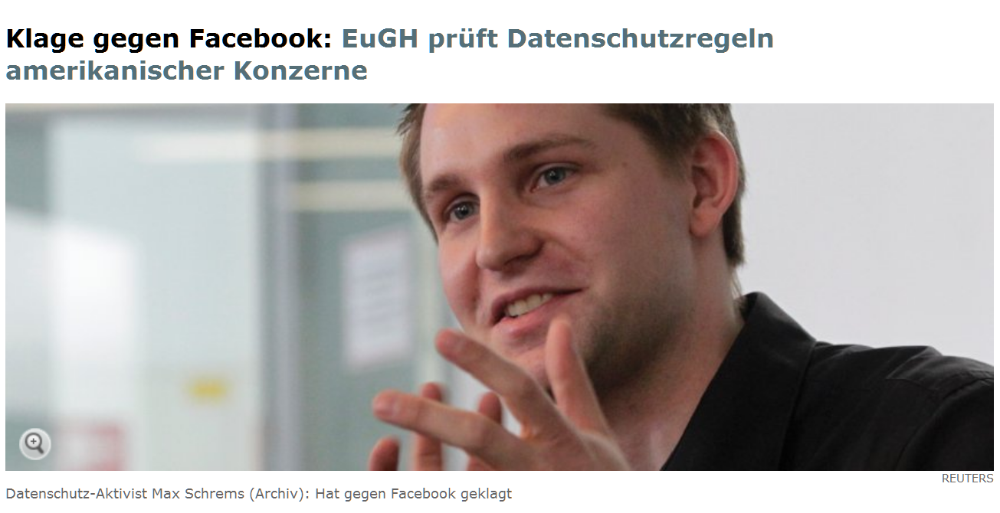 Klage gegen Facebook: EuGH prüft Datenschutzregeln
amerikanischer Konzerne
REUTERS
Datenschutz-Aktivist Max Schrems (Archiv): Hat gegen Facebook geklagt